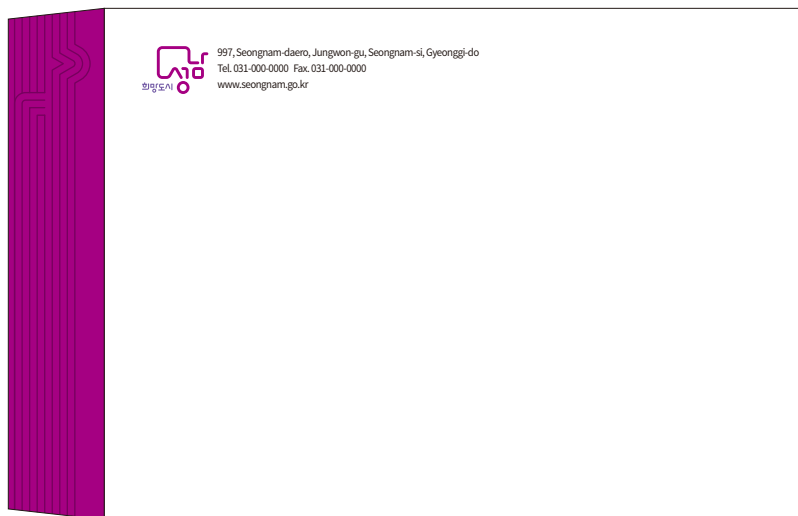 희망도시 성남
997, Seongnam-daero, Jungwon-gu, Seongnam-si, Gyeonggi-do
Tel. 031-000-0000 Fax. 031-000-0000
www.seongnam.go.kr